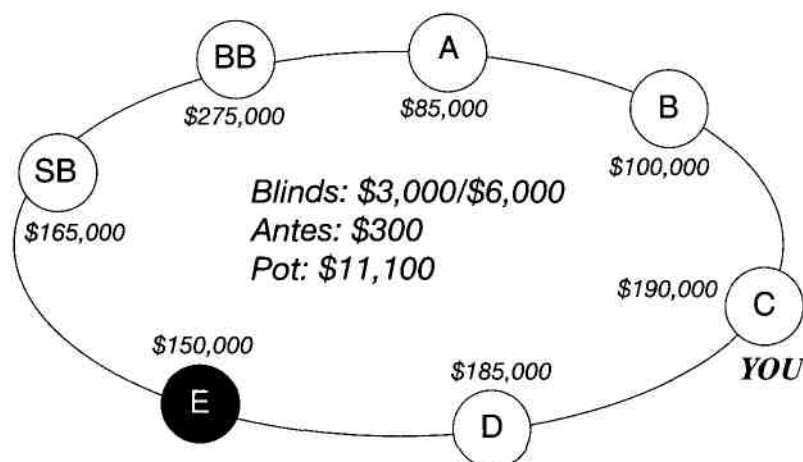 BB
A
$275,000
$85,000
B
$100,000
SB
$165,000
Blinds: $3,000/$6,000
Antes: $300
Pot: $11,100
$190,000
C
YOU
$150,000
E
$185,000
D